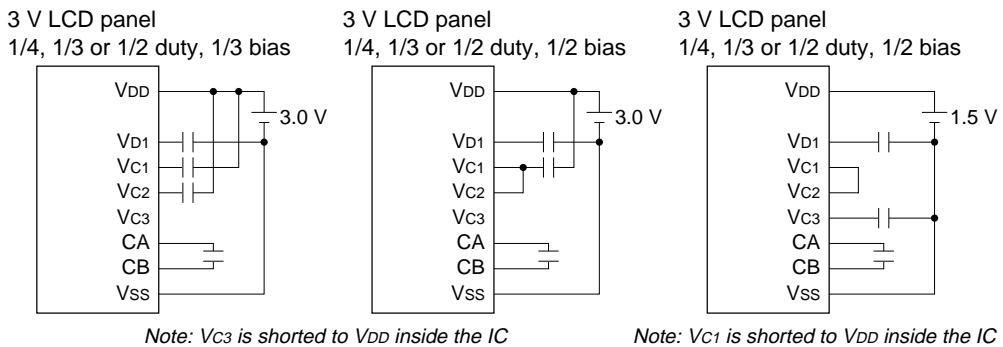 3 V LCD panel
1/4, 1/3 or 1/2 duty, 1/3 bias
VDD
3.0 V
VD1
VC1
VC2
VC3
CA
CB
VSS
3 V LCD panel
1/4, 1/3 or 1/2 duty, 1/2 bias
VDD
3.0 V
VD1
VC1
VC2
VC3
CA
CB
VSS
Note: VC3 is shorted to VDD inside the IC
3 V LCD panel
1/4, 1/3 or 1/2 duty, 1/2 bias
VDD
1.5 V
VD1
VC1
VC2
VC3
CA
CB
VSS
Note: VC1 is shorted to VDD inside the IC